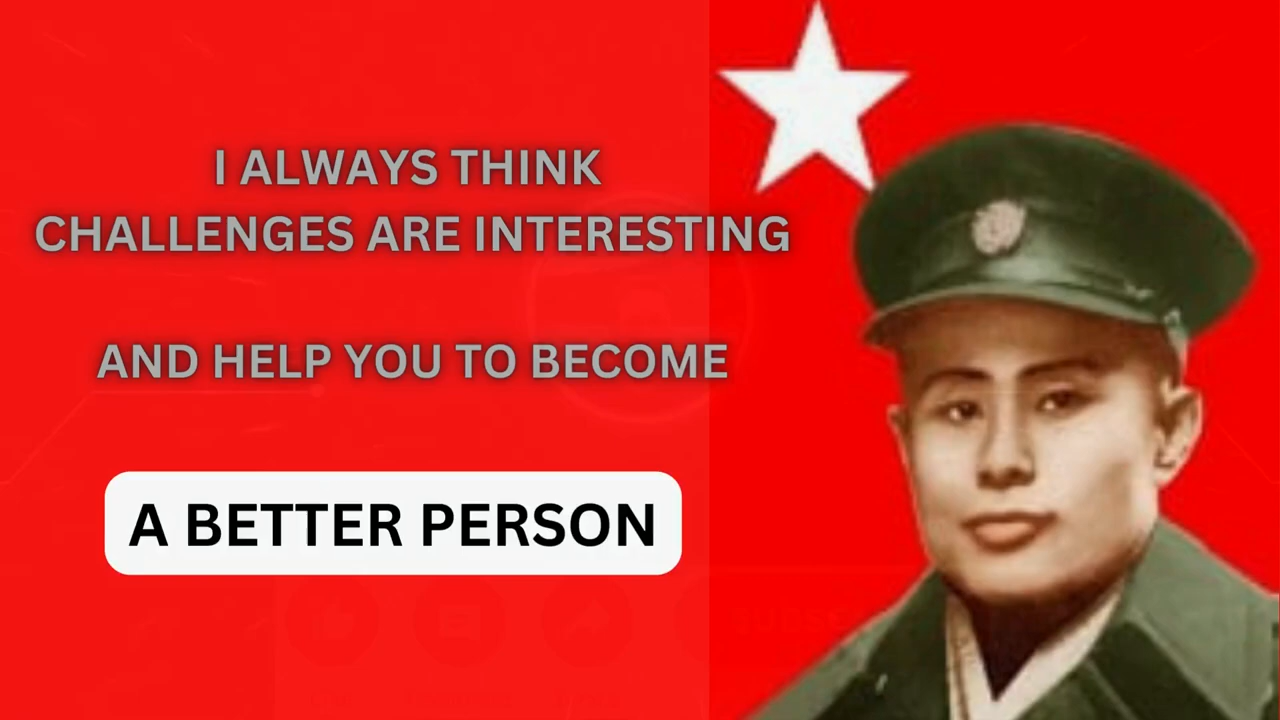 I ALWAYS THINK
CHALLENGES ARE INTERESTING
AND HELP YOU TO BECOME
A BETTER PERSON